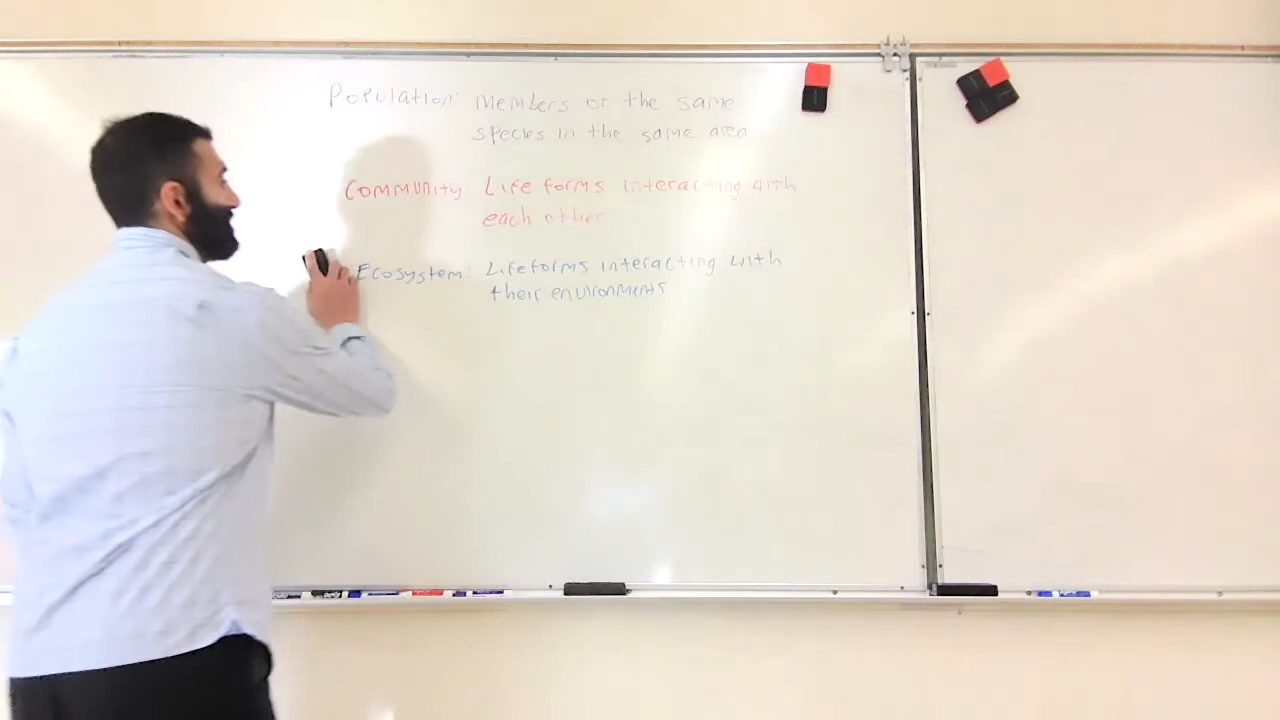 Population: Members of the same
species in the same area
Community Life forms interacting with
each other
Ecosystem: Lifeforms interacting with
their environments